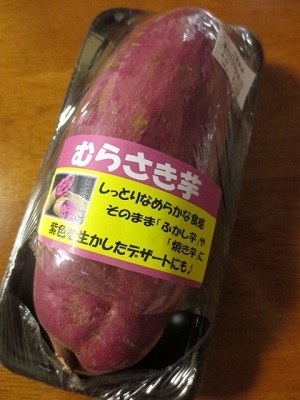 むらさき芋
しっとりなめらかな食感
そのまま「ふかし芋」や
「焼き芋」に
紫色を生かしたデザートにも♪